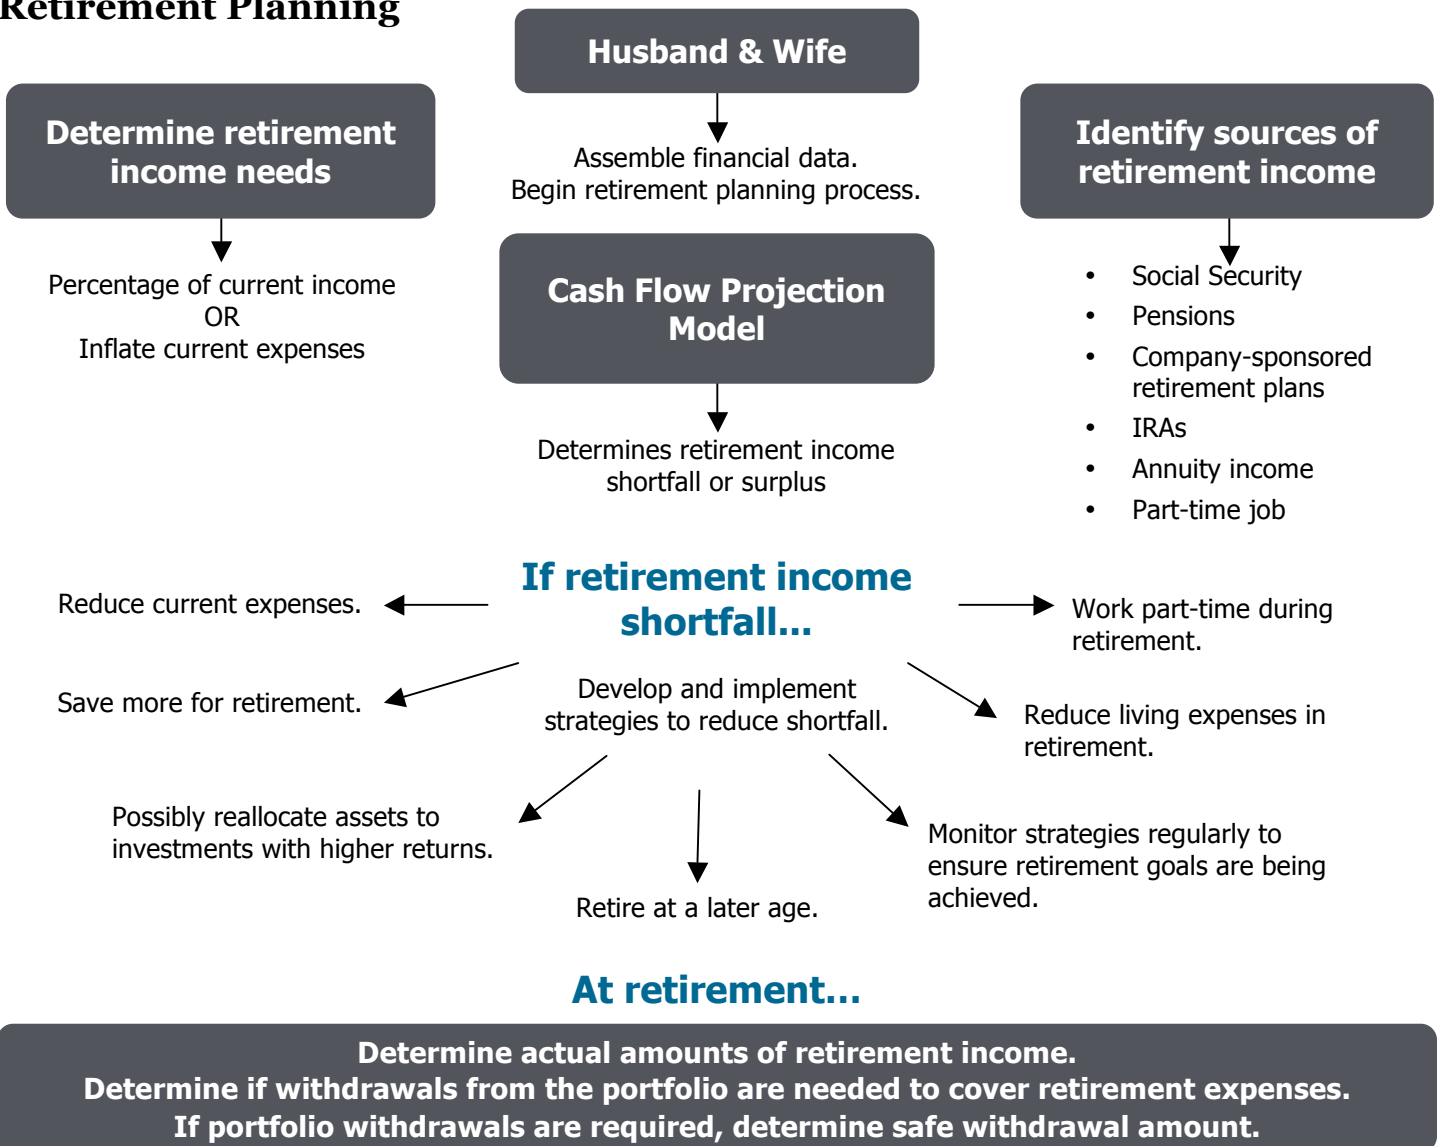 Retirement Planning
Husband & Wife
Assemble financial data.
Begin retirement planning process.
Determine retirement
income needs
Percentage of current income
OR
Inflate current expenses
Cash Flow Projection
Model
Determines retirement income
shortfall or surplus
Identify sources of
retirement income
• Social Security
• Pensions
• Company-sponsored
retirement plans
• IRAs
• Annuity income
• Part-time job
If retirement income
shortfall...
Develop and implement
strategies to reduce shortfall.
Reduce current expenses.
Save more for retirement.
Possibly reallocate assets to
investments with higher returns.
Retire at a later age.
Monitor strategies regularly to
ensure retirement goals are being
achieved.
Reduce living expenses in
retirement.
Work part-time during
retirement.
At retirement...
Determine actual amounts of retirement income.
Determine if withdrawals from the portfolio are needed to cover retirement expenses.
If portfolio withdrawals are required, determine safe withdrawal amount.